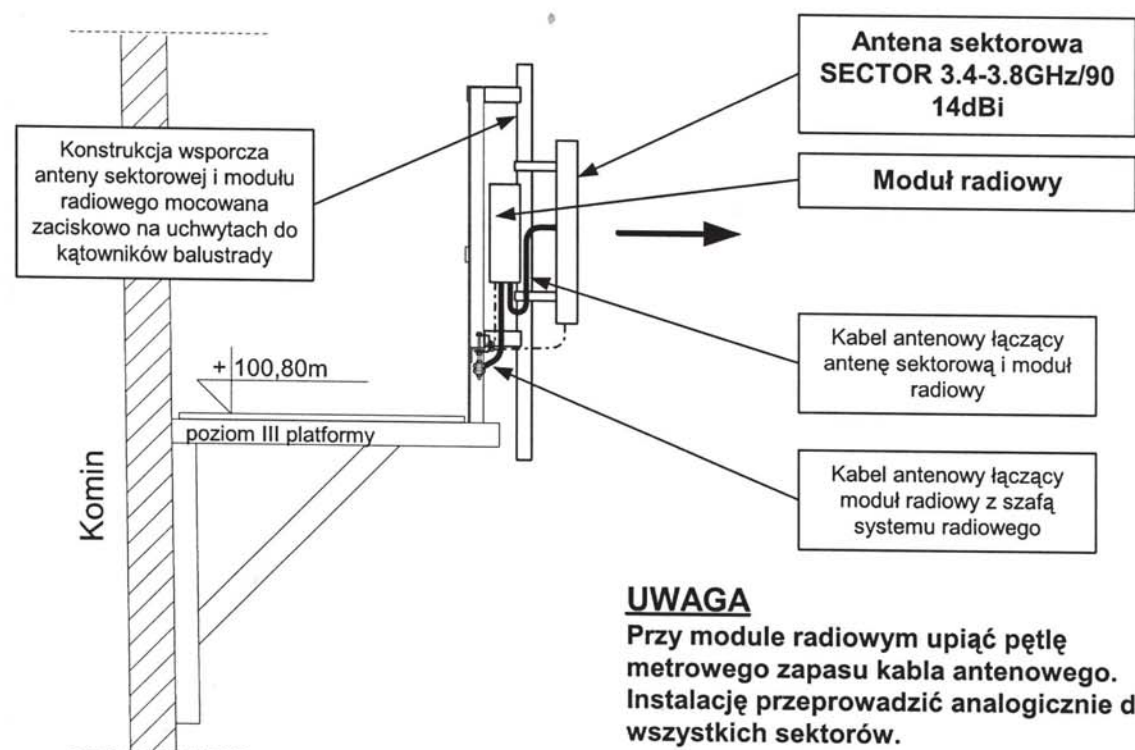 Antena sektorowa
SECTOR 3.4-3.8GHz/90
14dBi
Konstrukcja wsporcza
anteny sektorowej i modułu
radiowego mocowana
zaciskowo na uchwytach do
kątowników balustrady
Moduł radiowy
Kabel antenowy łączący
antenę sektorową i moduł
radiowy
+ 100,80m
poziom III platformy
Komin
Kabel antenowy łączący
moduł radiowy z szafą
systemu radiowego
UWAGA
Przy module radiowym upiąć pętlę
metrowego zapasu kabla antenowego.
Instalację przeprowadzić analogicznie d
wszystkich sektorów.